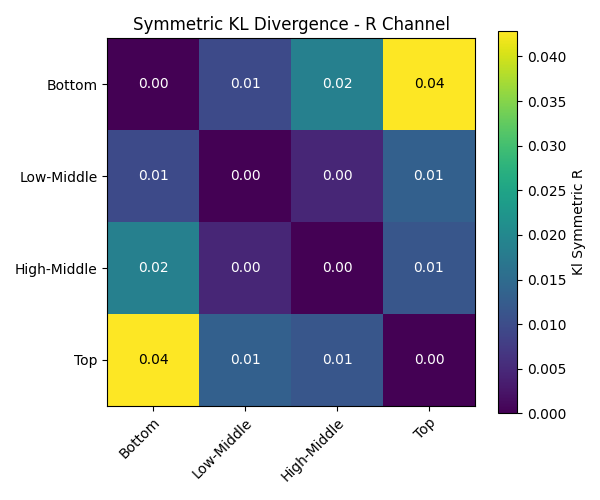 Symmetric KL Divergence - R Channel
Bottom 0.00 0.01 0.02 0.04
Low-Middle 0.01 0.00 0.00 0.01
High-Middle 0.02 0.00 0.00 0.01
Top 0.04 0.01 0.01 0.00
Bottom Low-Middle High-Middle Top
0.040
0.035
0.030
0.025
0.020
0.015
0.010
0.005
0.000
Kl Symmetric R